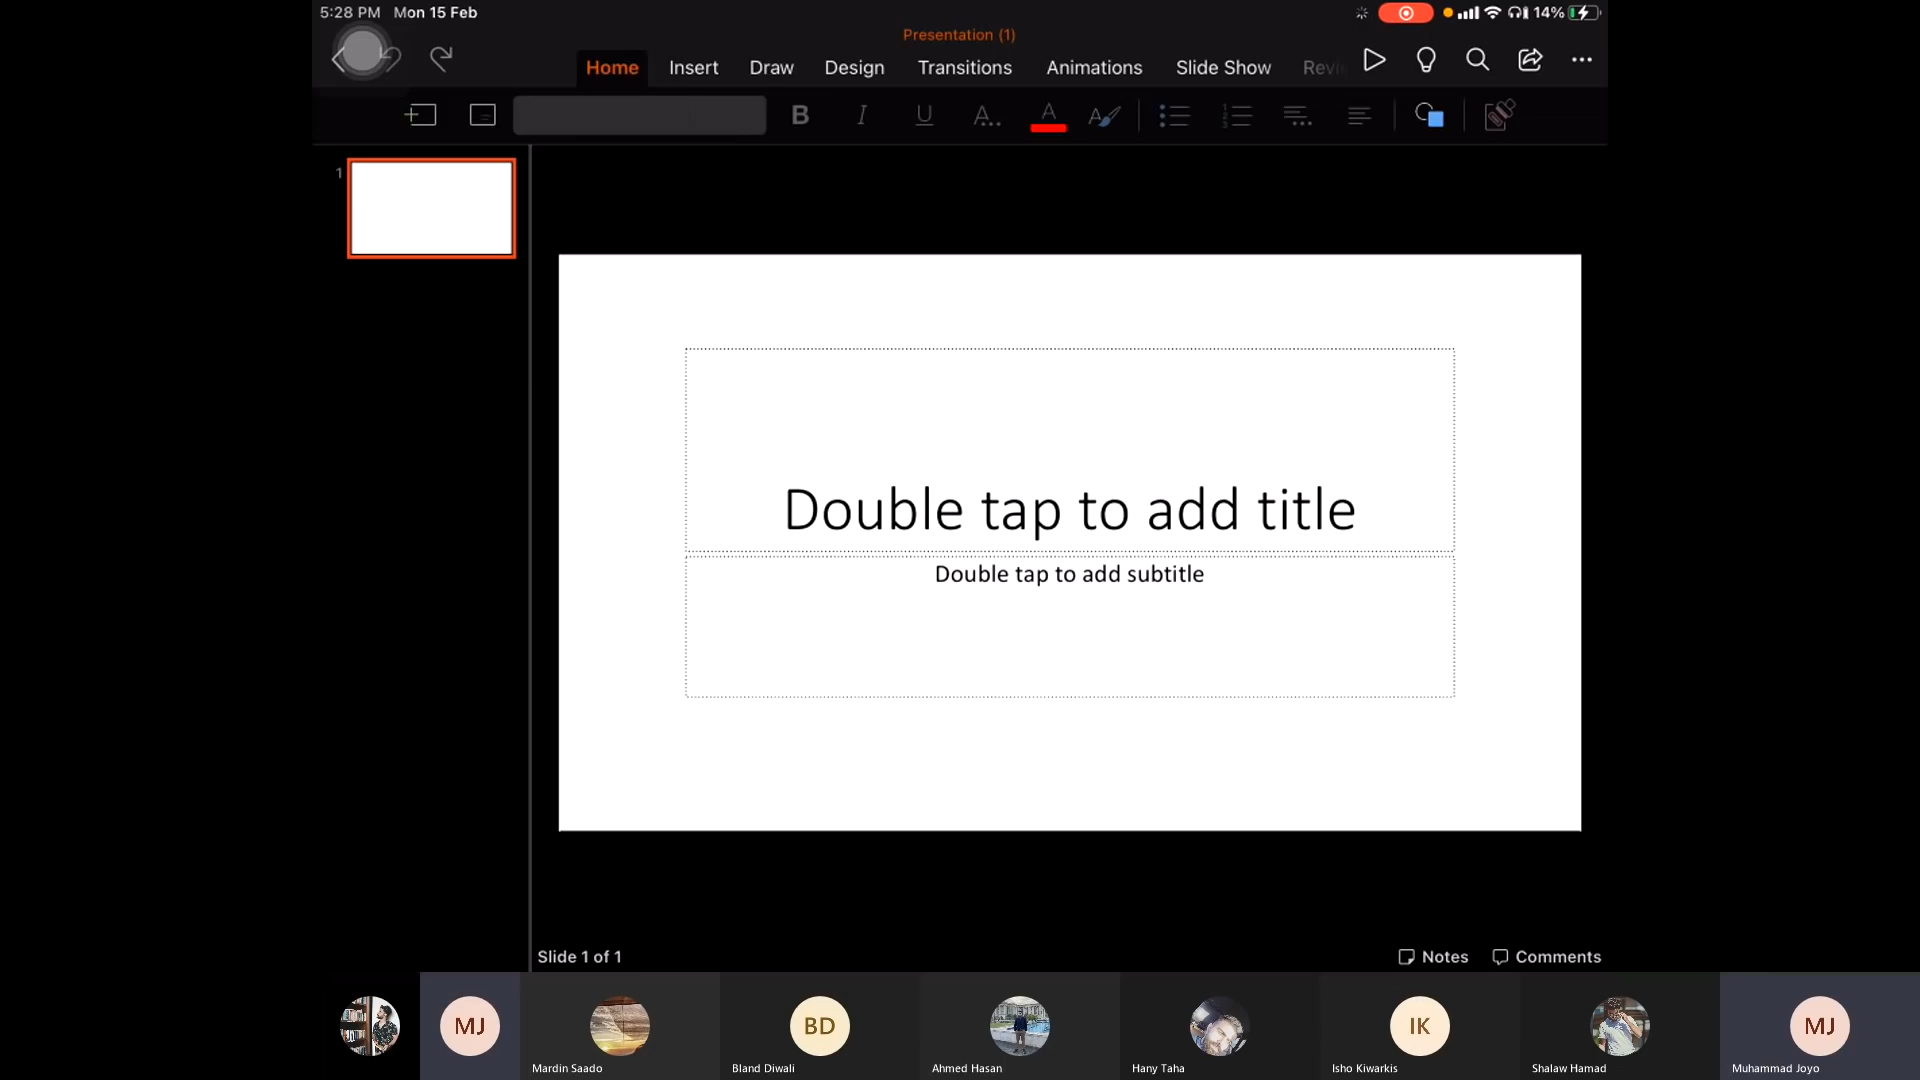 5:28 PM Mon 15 Feb
14%
Presentation (1)
Home Insert Draw Design Transitions Animations Slide Show Revi
B I U A.. A A
1
Double tap to add title
Double tap to add subtitle
Slide 1 of 1
Notes Comments
MJ BD IK MJ
Mardin Saado Bland Diwali Ahmed Hasan Hany Taha Isho Kiwarkis Shalaw Hamad Muhammad Joyo